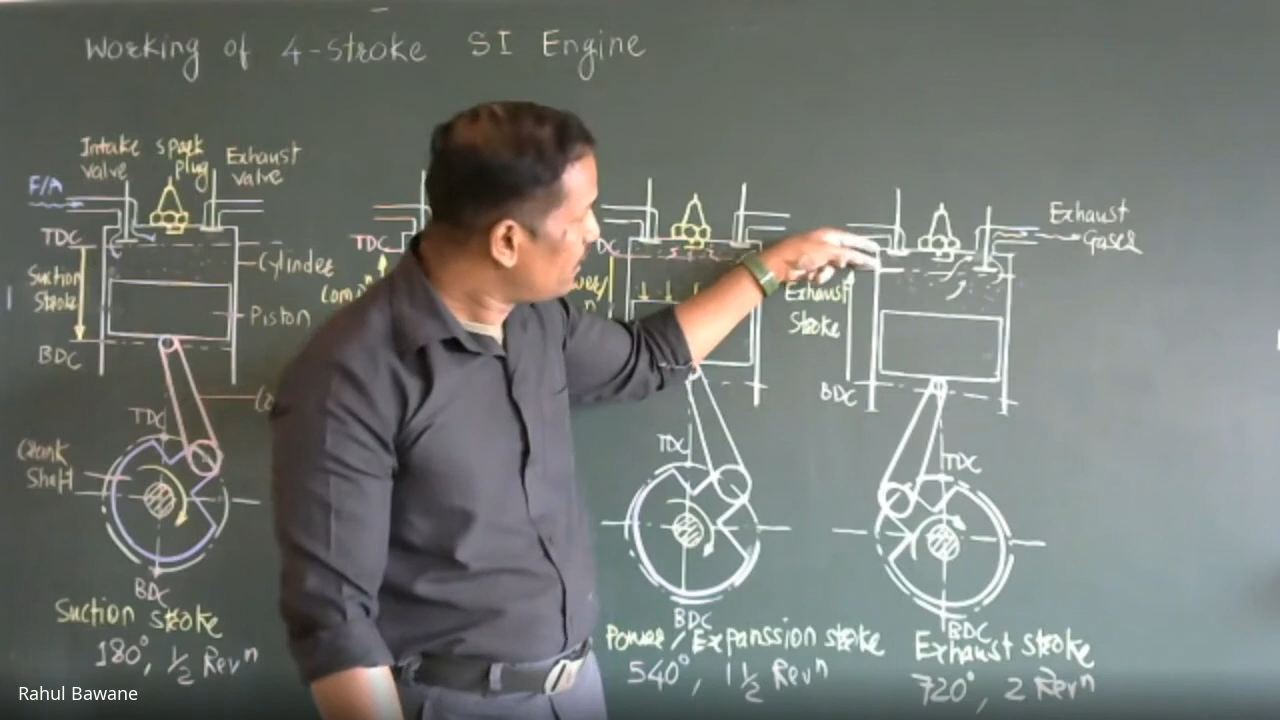 Working of 4-Stroke SI Engine
Intake valve
spark plug
Exhaust valve
F/A
TDC
Suction Stroke
BDC
Cylinder
Piston
TDC
Crank Shaft
BDC
Suction stroke
180°, ½ Revⁿ
TDC
TDC
BDC
Power / Expanssion stroke
540°, 1½ Revⁿ
Exhaust Gases
Exhaust Stroke
BDC
TDC
BDC
Exhaust stroke
720°, 2 Revⁿ
Rahul Bawane